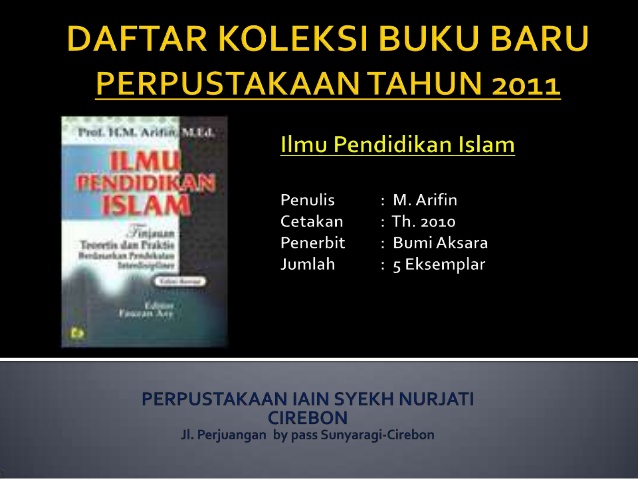 DAFTAR KOLEKSI BUKU BARU
PERPUSTAKAAN TAHUN 2011
Prof. H.M. Arifin, M.Ed.
ILMU
PENDIDIKAN
ISLAM
Tinjauan
Teoretis dan Praktis
Berdasarkan Pendekatan
Interdisipliner
Editor
Ilmu Pendidikan Islam
Penulis : M. Arifin
Cetakan : Th. 2010
Penerbit : Bumi Aksara
Jumlah : 5 Eksemplar
PERPUSTAKAAN IAIN SYEKH NURJATI
CIREBON
Jl. Perjuangan by pass Sunyaragi-Cirebon